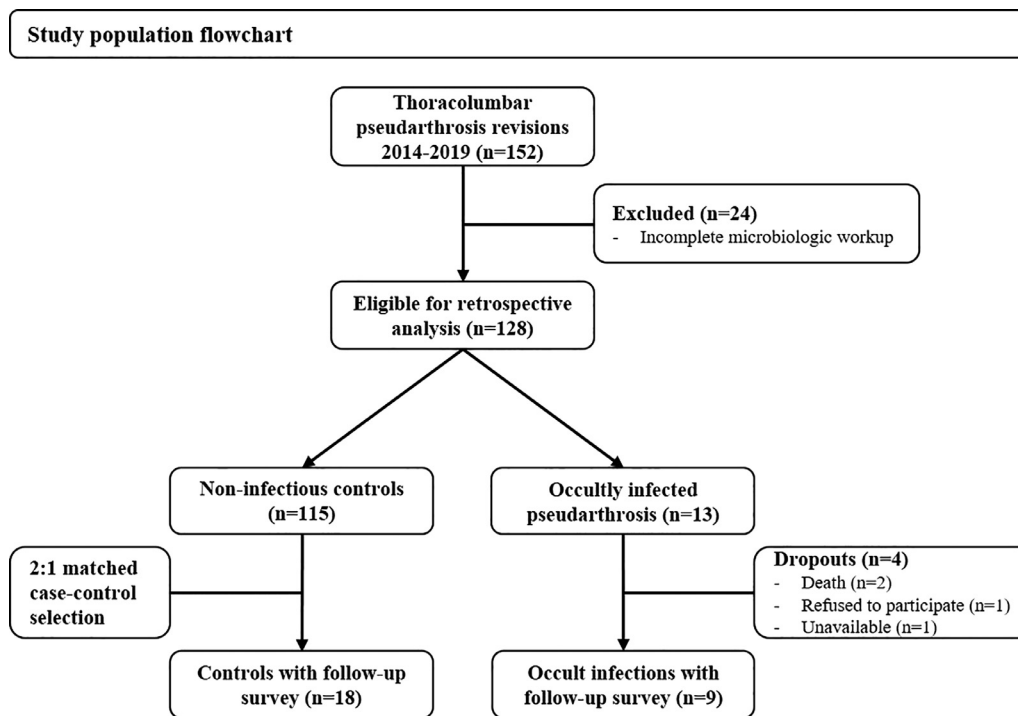 Study population flowchart
Thoracolumbar
pseudarthrosis revisions
2014-2019 (n=152)
Excluded (n=24)
- Incomplete microbiologic workup
Eligible for retrospective
analysis (n=128)
Non-infectious controls
(n=115)
Occultly infected
pseudarthrosis (n=13)
2:1 matched
case-control
selection
Dropouts (n=4)
- Death (n=2)
- Refused to participate (n=1)
- Unavailable (n=1)
Controls with follow-up
survey (n=18)
Occult infections with
follow-up survey (n=9)